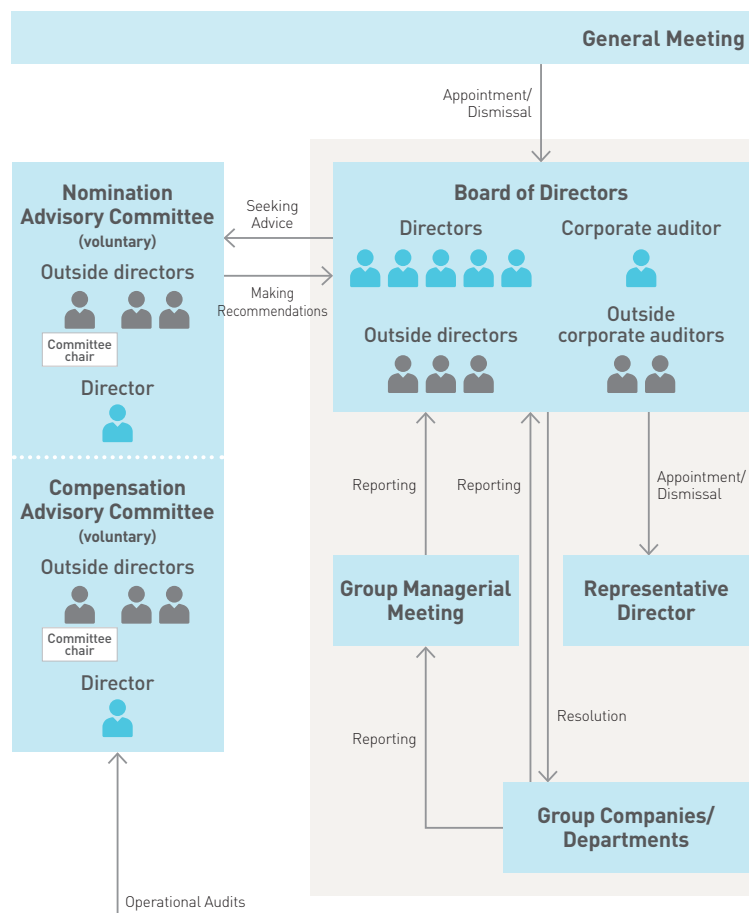 General Meeting
Appointment/
Dismissal
Nomination
Advisory Committee
(voluntary)
Outside directors
Committee
chair
Director
Seeking
Advice
Making
Recommendations
Board of Directors
Directors
Corporate auditor
Outside directors
Outside
corporate auditors
Compensation
Advisory Committee
(voluntary)
Outside directors
Committee
chair
Director
Reporting
Reporting
Appointment/
Dismissal
Group Managerial
Meeting
Representative
Director
Reporting
Resolution
Group Companies/
Departments
Operational Audits